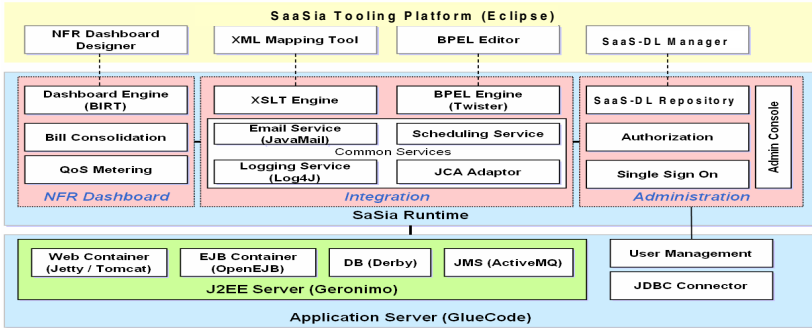 SaaSia Tooling Platform (Eclipse)
NFR Dashboard
Designer
XML Mapping Tool
BPEL Editor
SaaS-DL Manager
Dashboard Engine
(BIRT)
XSLT Engine
BPEL Engine
(Twister)
SaaS-DL Repository
Admin Console
Bill Consolidation
Email Service
(JavaMail)
Scheduling Service
Authorization
Common Services
QoS Metering
Logging Service
(Log4J)
JCA Adaptor
Single Sign On
NFR Dashboard
Integration
Administration
SaSia Runtime
Web Container
(Jetty / Tomcat)
EJB Container
(OpenEJB)
DB (Derby)
JMS (ActiveMQ)
User Management
JDBC Connector
J2EE Server (Geronimo)
Application Server (GlueCode)